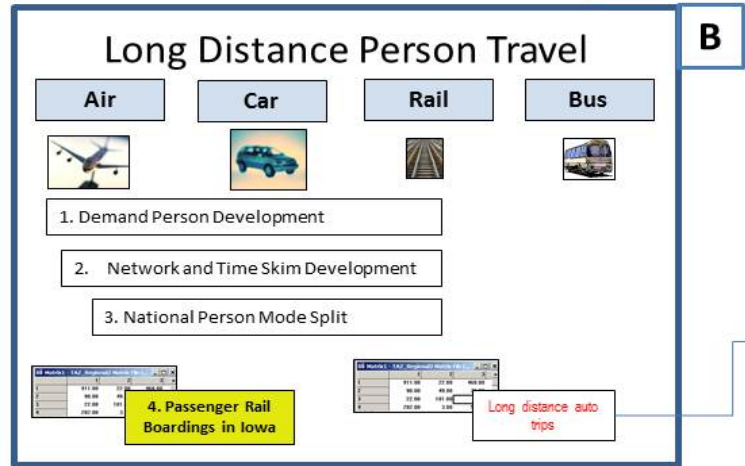 Long Distance Person Travel
B
Air
Car
Rail
Bus
1. Demand Person Development
2. Network and Time Skim Development
3. National Person Mode Split
4. Passenger Rail
Boardings in Iowa
Long distance auto
trips